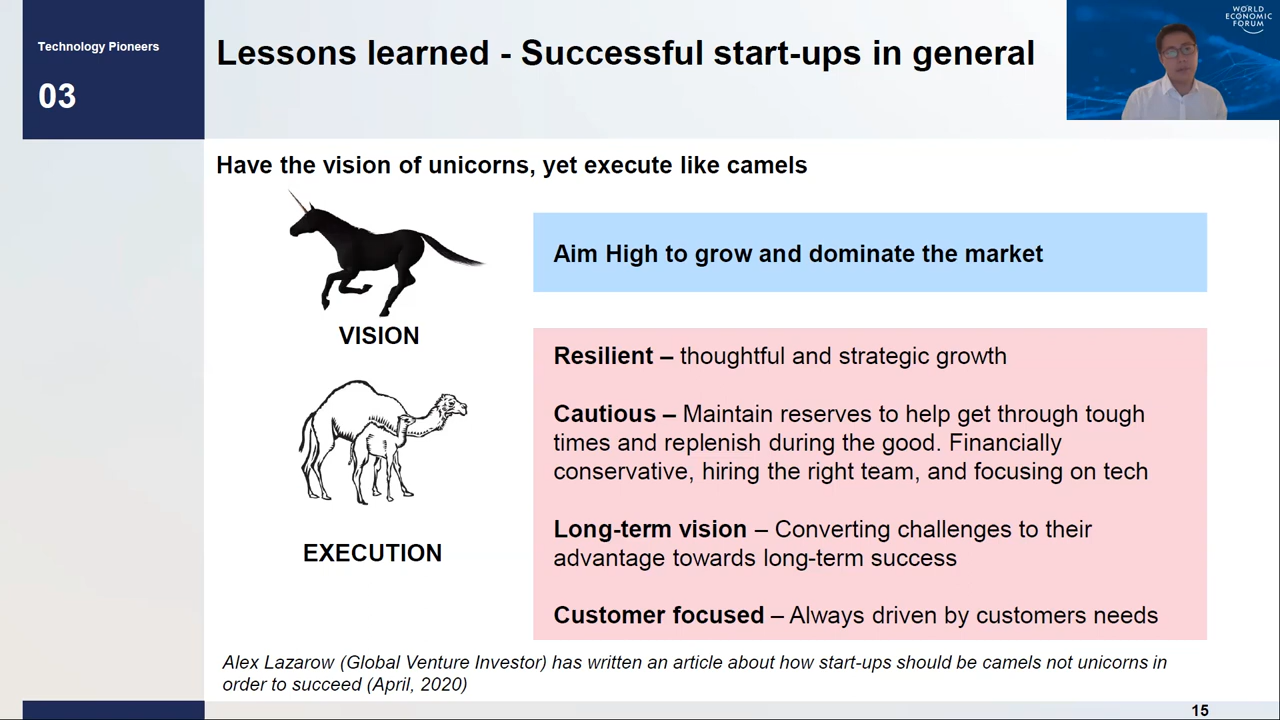 Technology Pioneers
03
Lessons learned - Successful start-ups in general
WORLD
ECONOMIC
FORUM
Have the vision of unicorns, yet execute like camels
VISION
Aim High to grow and dominate the market
EXECUTION
Resilient – thoughtful and strategic growth
Cautious – Maintain reserves to help get through tough
times and replenish during the good. Financially
conservative, hiring the right team, and focusing on tech
Long-term vision – Converting challenges to their
advantage towards long-term success
Customer focused – Always driven by customers needs
Alex Lazarow (Global Venture Investor) has written an article about how start-ups should be camels not unicorns in
order to succeed (April, 2020)
15